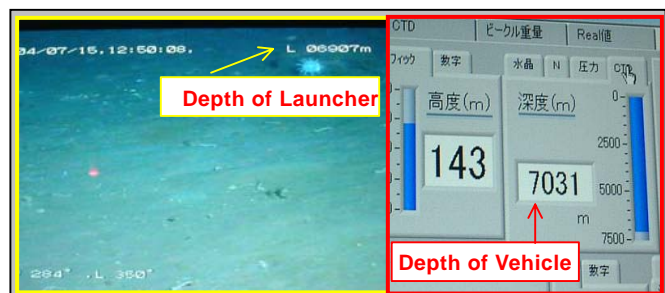 04/07/15.12:50:08. L 06907m
Depth of Launcher
284° .L 350°
CTD ビークル重量 Real値
フィック 数字 水晶 N 圧力 CTD
高度(m) 深度(m) 0-
2500-
143 7031 5000-
m
7500-
Depth of Vehicle
数字